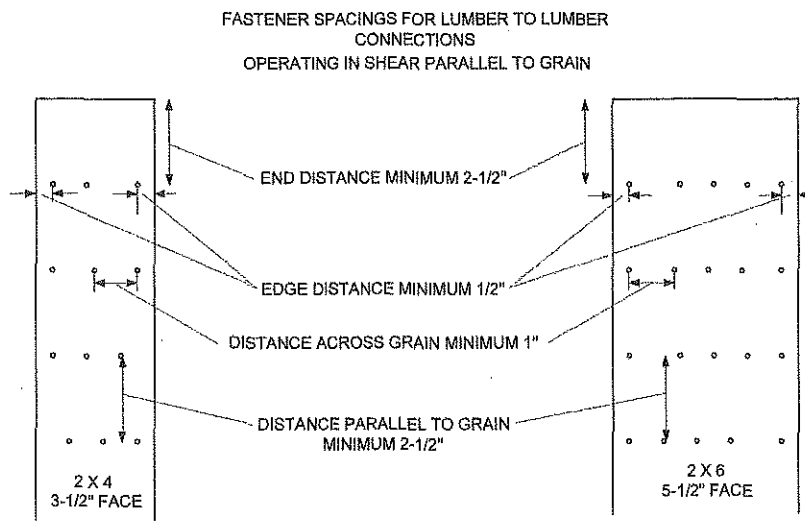 FASTENER SPACINGS FOR LUMBER TO LUMBER
CONNECTIONS
OPERATING IN SHEAR PARALLEL TO GRAIN
END DISTANCE MINIMUM 2-1/2"
EDGE DISTANCE MINIMUM 1/2"
DISTANCE ACROSS GRAIN MINIMUM 1"
DISTANCE PARALLEL TO GRAIN
MINIMUM 2-1/2"
2 X 4
3-1/2" FACE
2 X 6
5-1/2" FACE